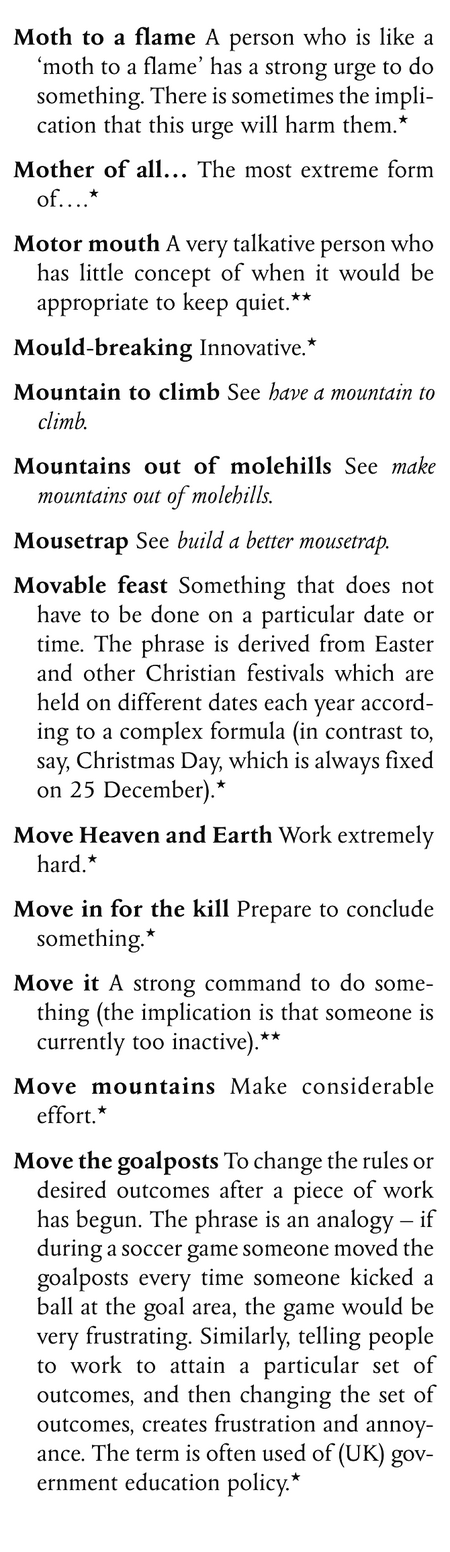 Moth to a flame A person who is like a
‘moth to a flame’ has a strong urge to do
something. There is sometimes the impli-
cation that this urge will harm them.★
Mother of all… The most extreme form
of….★
Motor mouth A very talkative person who
has little concept of when it would be
appropriate to keep quiet.★★
Mould-breaking Innovative.★
Mountain to climb See have a mountain to
climb.
Mountains out of molehills See make
mountains out of molehills.
Mousetrap See build a better mousetrap.
Movable feast Something that does not
have to be done on a particular date or
time. The phrase is derived from Easter
and other Christian festivals which are
held on different dates each year accord-
ing to a complex formula (in contrast to,
say, Christmas Day, which is always fixed
on 25 December).★
Move Heaven and Earth Work extremely
hard.★
Move in for the kill Prepare to conclude
something.★
Move it A strong command to do some-
thing (the implication is that someone is
currently too inactive).★★
Move mountains Make considerable
effort.★
Move the goalposts To change the rules or
desired outcomes after a piece of work
has begun. The phrase is an analogy – if
during a soccer game someone moved the
goalposts every time someone kicked a
ball at the goal area, the game would be
very frustrating. Similarly, telling people
to work to attain a particular set of
outcomes, and then changing the set of
outcomes, creates frustration and annoy-
ance. The term is often used of (UK) gov-
ernment education policy.★